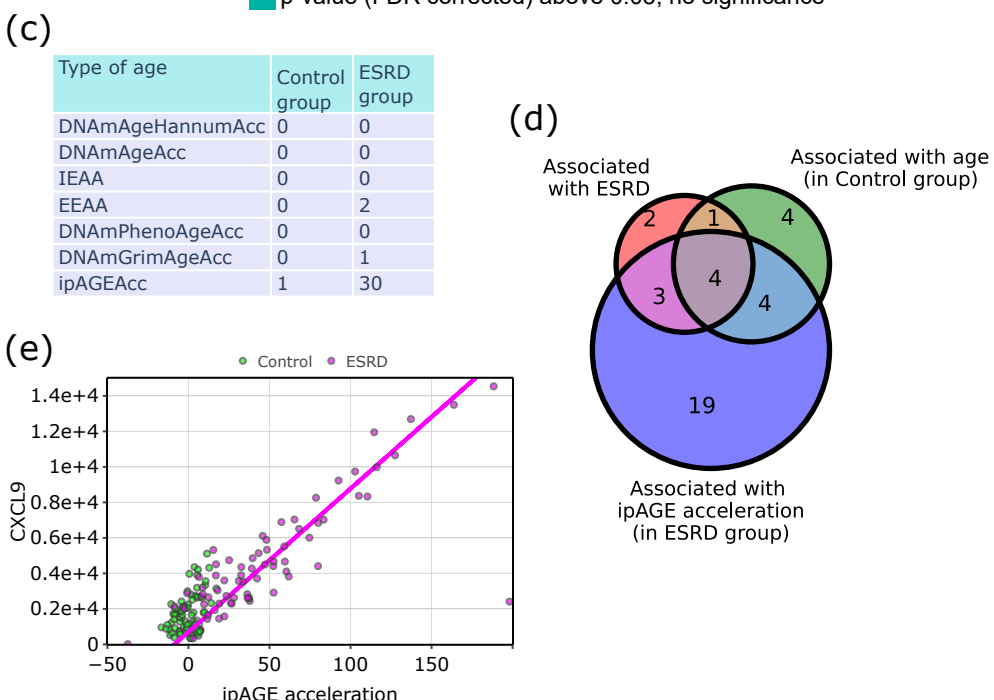 p-value (FDR corrected) above 0.05, no significance
(c)
Type of age Control group ESRD group
DNAmAgeHannumAcc 0 0
DNAmAgeAcc 0 0
IEAA 0 0
EEAA 0 2
DNAmPhenoAgeAcc 0 0
DNAmGrimAgeAcc 0 1
ipAGEAcc 1 30
(d)
Associated
with ESRD
Associated with age
(in Control group)
2
1
4
3
4
4
19
Associated with
ipAGE acceleration
(in ESRD group)
(e)
Control ESRD
1.4e+4
1.2e+4
1e+4
0.8e+4
0.6e+4
0.4e+4
0.2e+4
0
CXCL9
−50 0 50 100 150
ipAGE acceleration